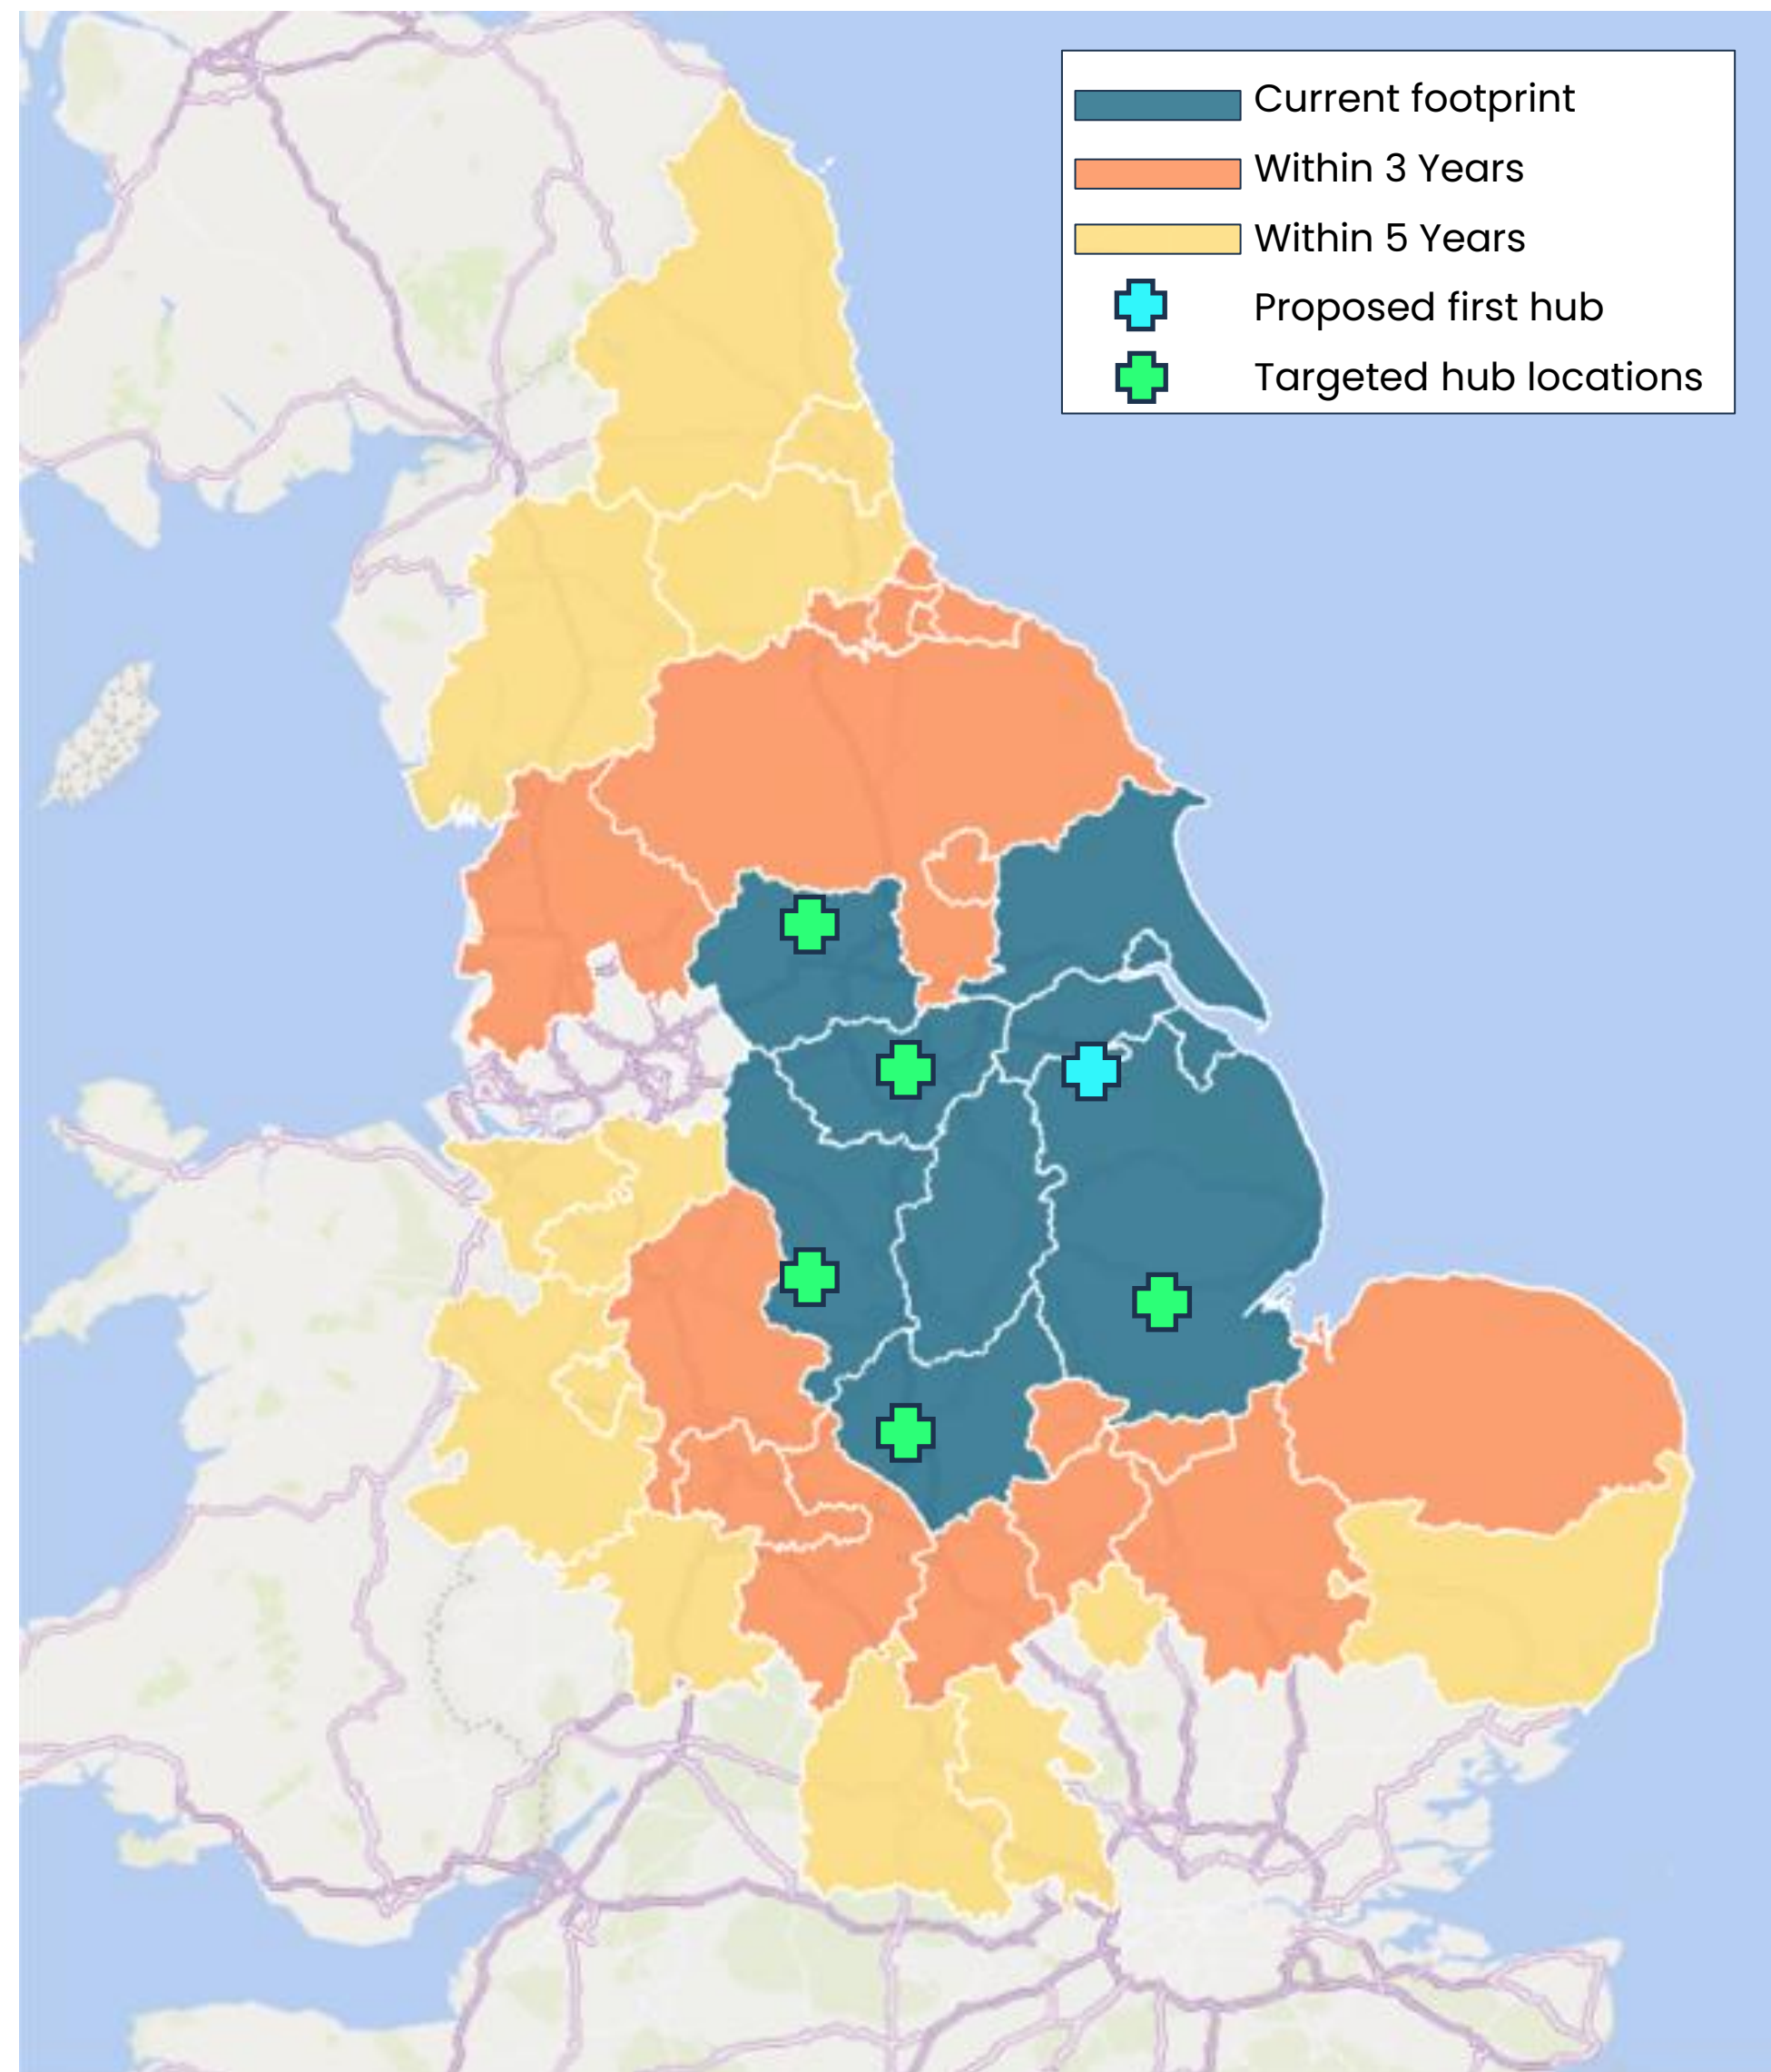 Current footprint
Within 3 Years
Within 5 Years
Proposed first hub
Targeted hub locations